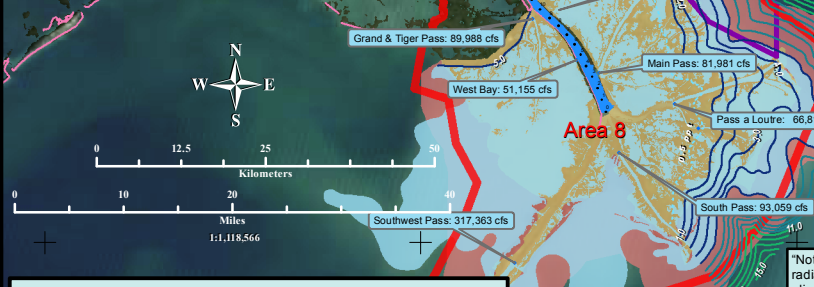 Grand & Tiger Pass: 89,988 cfs
5.0
N
W E
S
West Bay: 51,155 cfs
Main Pass: 81,981 cfs
Pass a Loutre: 66,8
Area 8
0 12.5 25 50
Kilometers
0 10 20 40
Miles
1:1,118,566
Southwest Pass: 317,363 cfs
South Pass: 93,059 cfs
11.0
15.0
"Not
radi